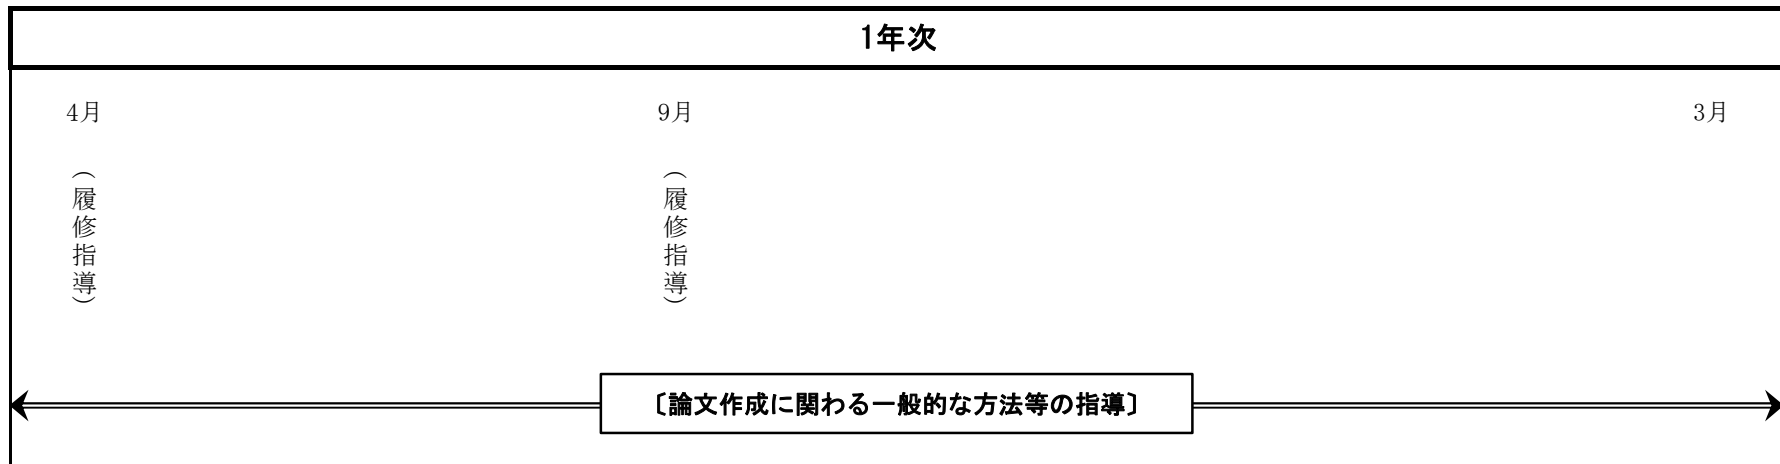 1年次
4月
9月
3月
（履修指導）
（履修指導）
〔論文作成に関わる一般的な方法等の指導〕